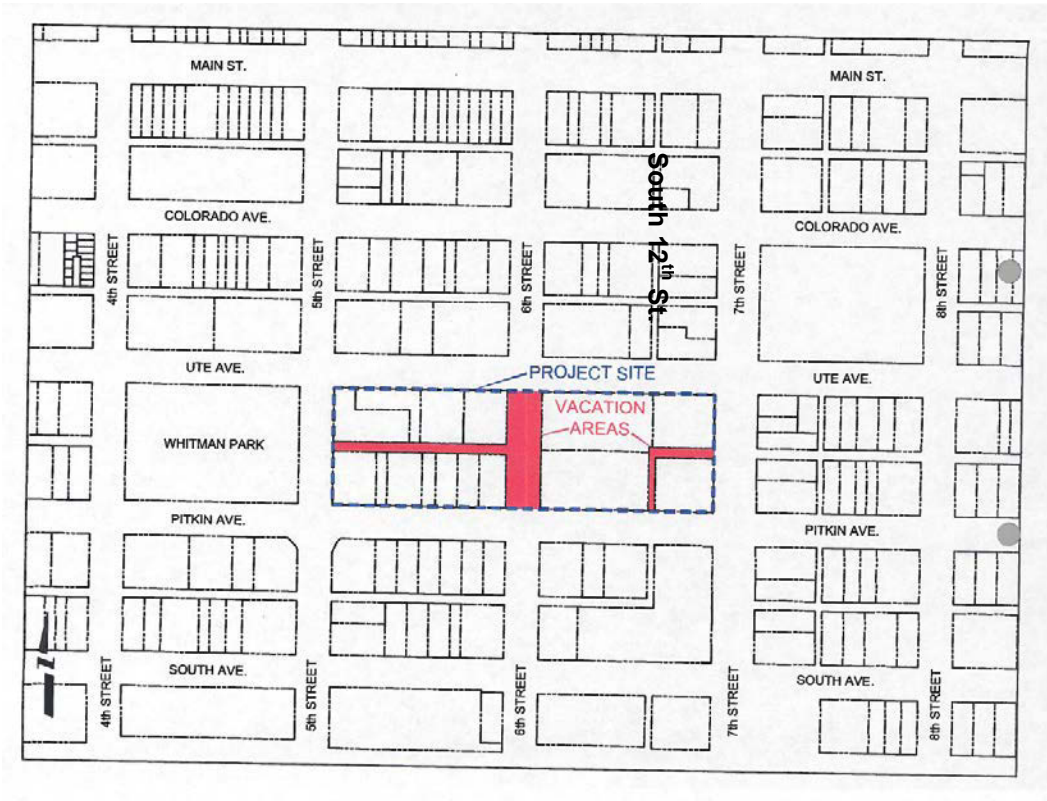 MAIN ST.
MAIN ST.
South 12th St
COLORADO AVE.
COLORADO AVE.
4th STREET
5th STREET
6th STREET
7th STREET
8th STREET
UTE AVE.
PROJECT SITE
UTE AVE.
VACATION
AREAS
WHITMAN PARK
PITKIN AVE.
PITKIN AVE.
SOUTH AVE.
SOUTH AVE.
4th STREET
5th STREET
6th STREET
7th STREET
8th STREET